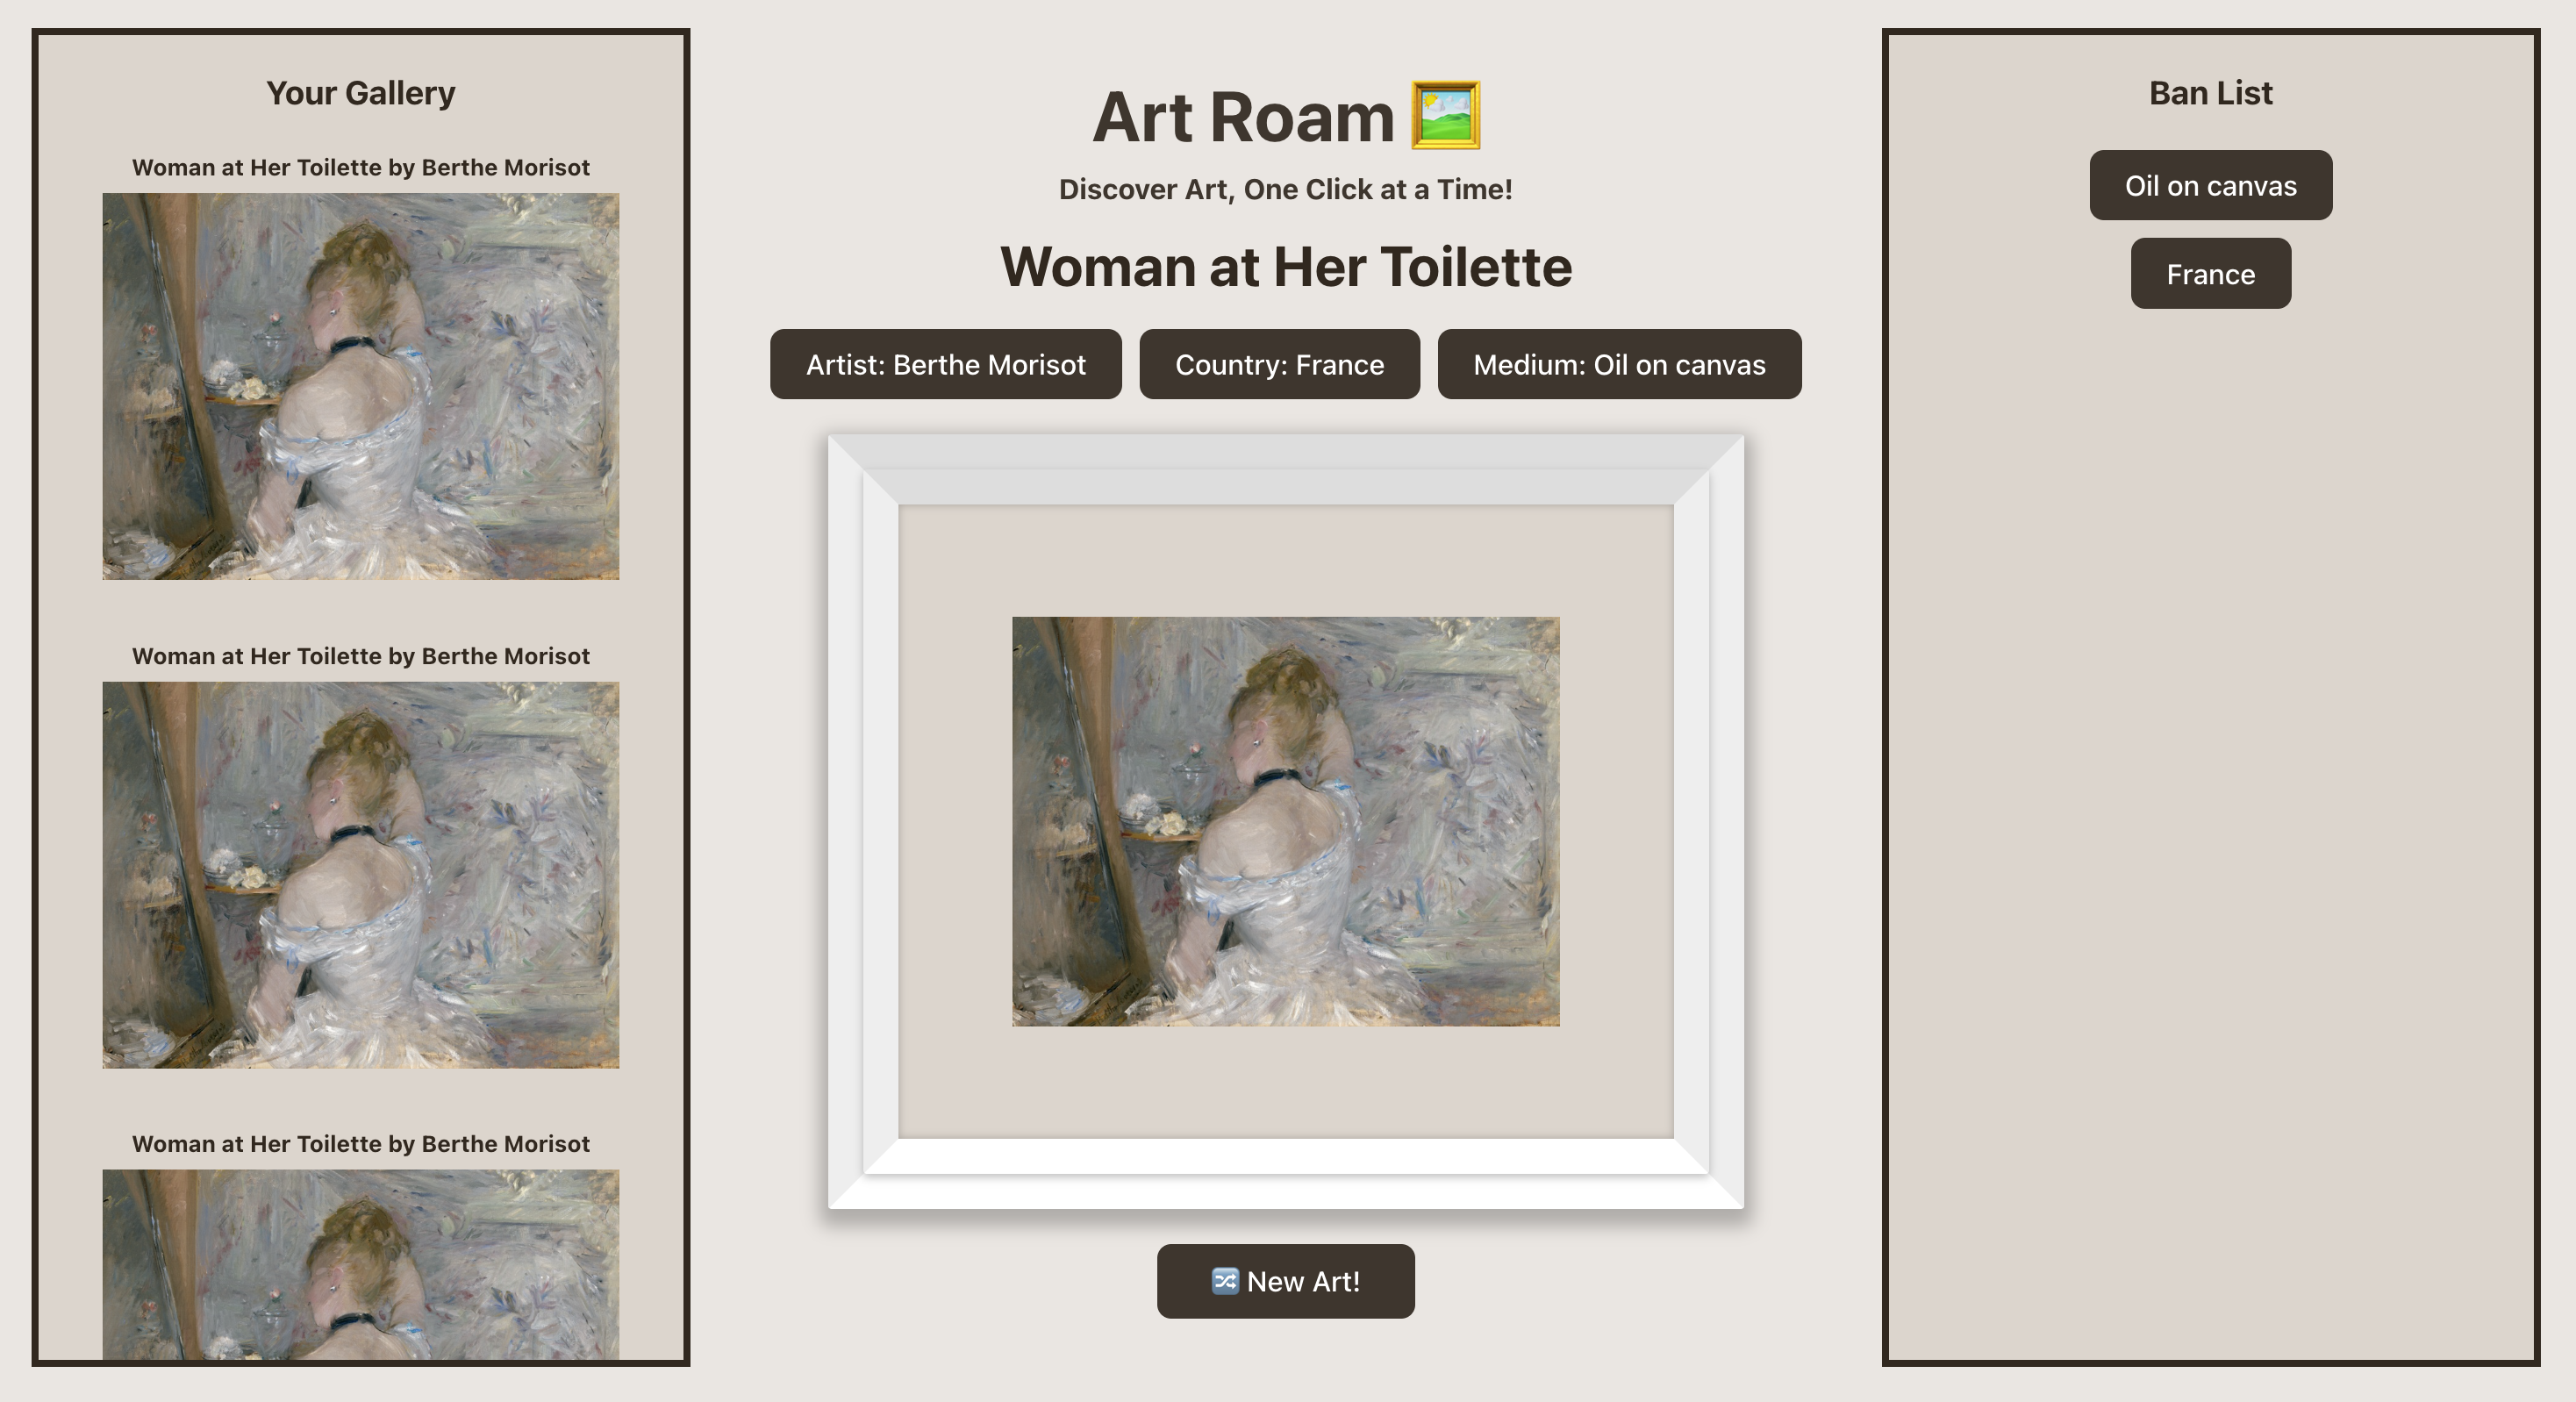 Your Gallery
Woman at Her Toilette by Berthe Morisot
Woman at Her Toilette by Berthe Morisot
Woman at Her Toilette by Berthe Morisot
Art Roam
Discover Art, One Click at a Time!
Woman at Her Toilette
Artist: Berthe Morisot
Country: France
Medium: Oil on canvas
New Art!
Ban List
Oil on canvas
France